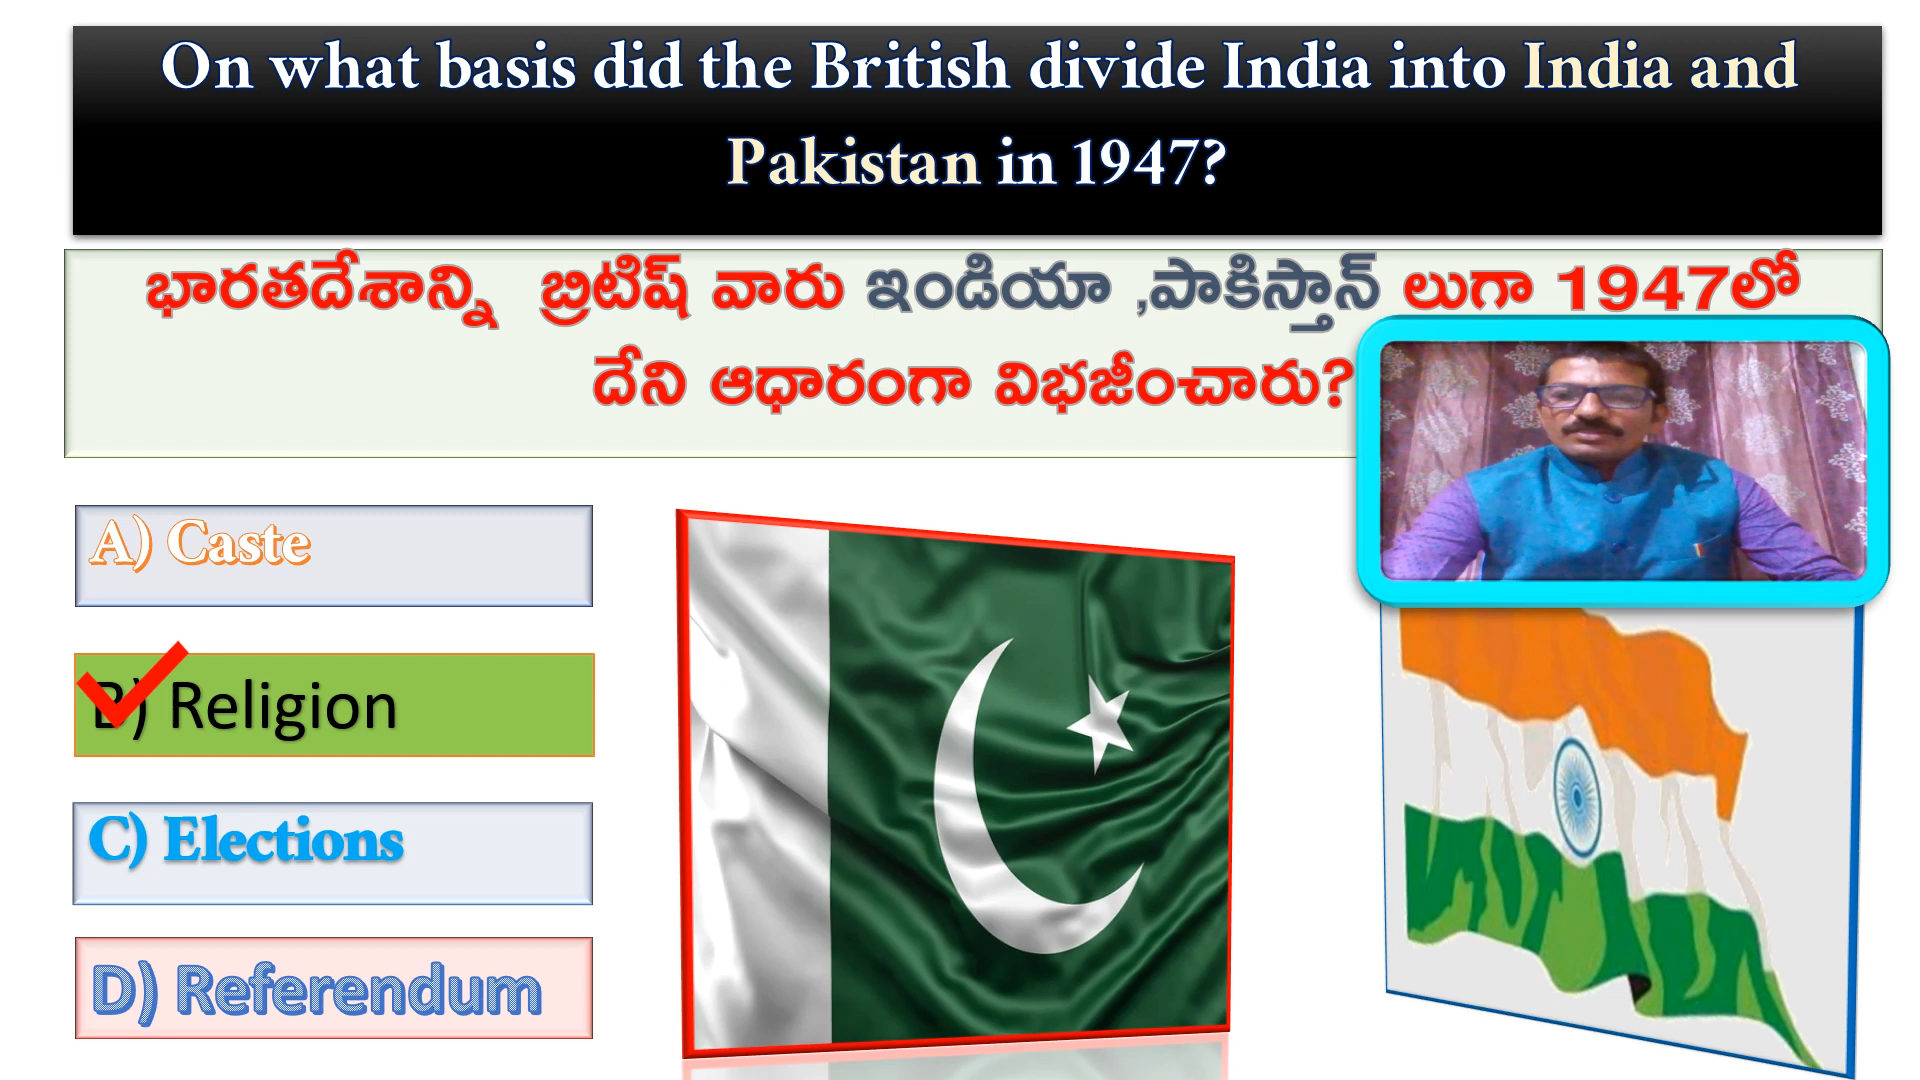 On what basis did the British divide India into India and
Pakistan in 1947?
భారతదేశాన్ని బ్రిటిష్ వారు ఇండియా ,పాకిస్తాన్ లుగా 1947లో
దేని ఆధారంగా విభజించారు?
A) Caste
B) Religion
C) Elections
D) Referendum